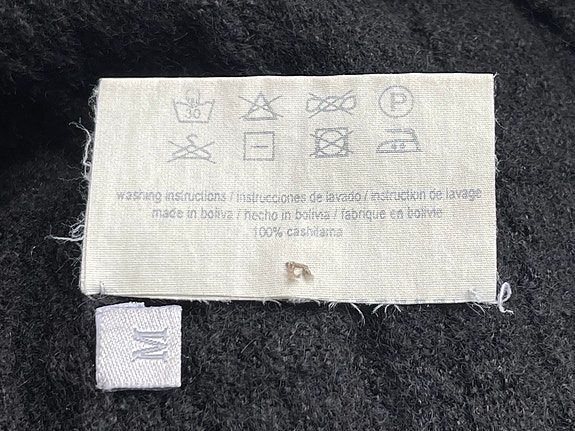 30
P
washing instructions / instrucciones de lavado / instruction de lavage
made in boliva / hecho in bolivia / fabrique en bolivie
100% cashllama
M